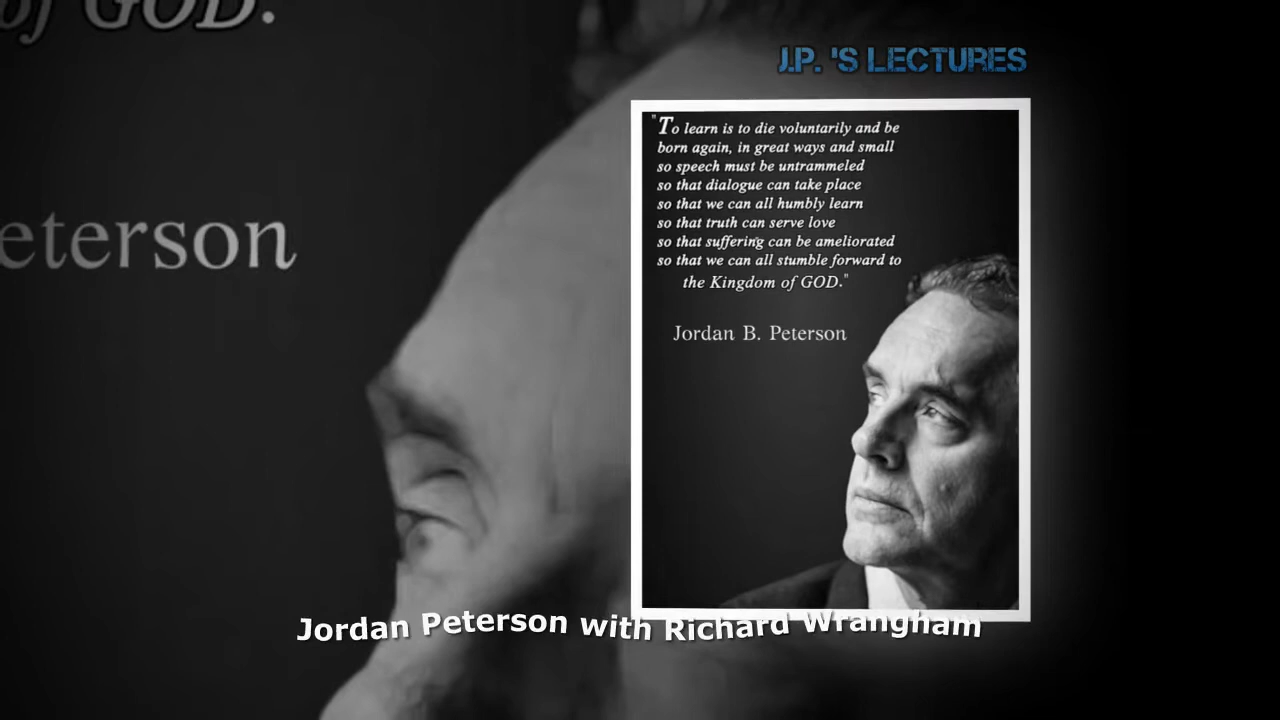 of GOD.
eterson
J.P. 'S LECTURES
"To learn is to die voluntarily and be
born again, in great ways and small
so speech must be untrammeled
so that dialogue can take place
so that we can all humbly learn
so that truth can serve love
so that suffering can be ameliorated
so that we can all stumble forward to
the Kingdom of GOD."
Jordan B. Peterson
Jordan Peterson with Richard Wrangham